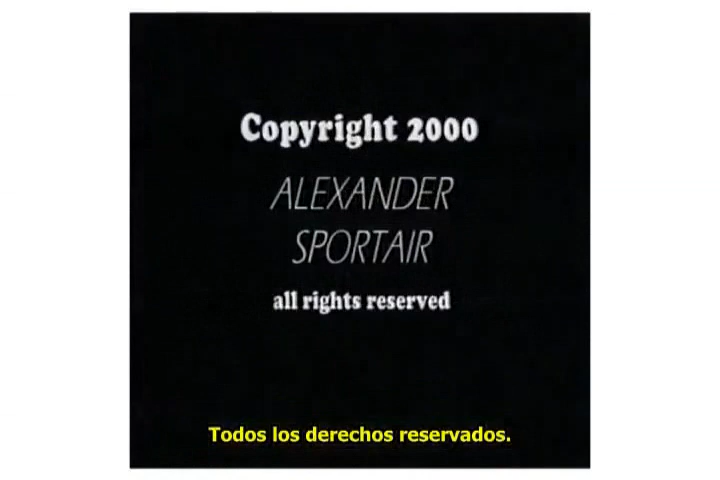 Copyright 2000
ALEXANDER
SPORTAIR
all rights reserved
Todos los derechos reservados.